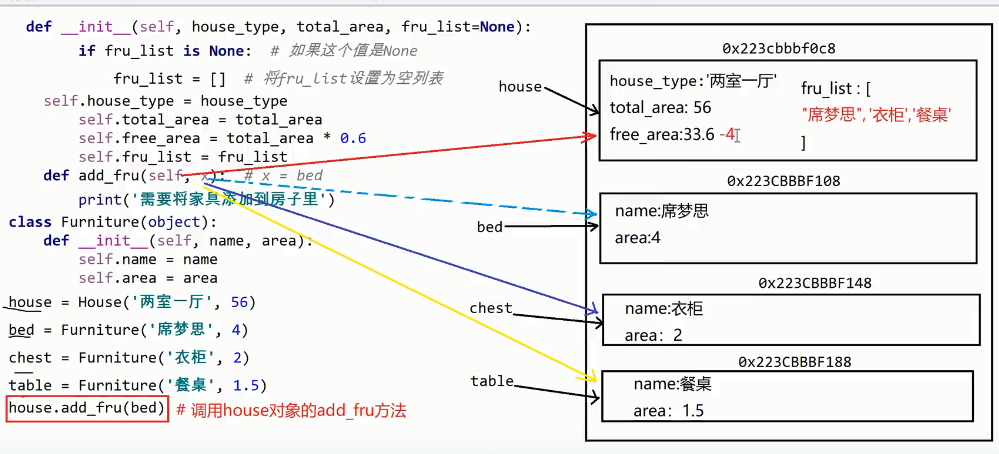 def __init__(self, house_type, total_area, fru_list=None):
if fru_list is None:  # 如果这个值是None
fru_list = []  # 将fru_list设置为空列表
self.house_type = house_type
self.total_area = total_area
self.free_area = total_area * 0.6
self.fru_list = fru_list
def add_fru(self, x):  # x = bed
print('需要将家具添加到房子里')
class Furniture(object):
def __init__(self, name, area):
self.name = name
self.area = area
house = House('两室一厅', 56)
bed = Furniture('席梦思', 4)
chest = Furniture('衣柜', 2)
table = Furniture('餐桌', 1.5)
house.add_fru(bed) # 调用house对象的add_fru方法
house
0x223cbbbf0c8
house_type:'两室一厅'
total_area: 56
free_area:33.6 -4
fru_list : [
"席梦思", '衣柜','餐桌'
]
bed
0x223CBBBF108
name:席梦思
area:4
chest
0x223CBBBF148
name:衣柜
area: 2
table
0x223CBBBF188
name:餐桌
area: 1.5